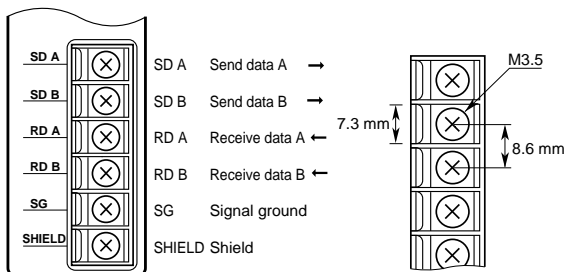 SD A
SD B
RD A
RD B
SG
SHIELD
SD A Send data A →
SD B Send data B →
RD A Receive data A ←
RD B Receive data B ←
SG Signal ground
SHIELD Shield
M3.5
7.3 mm
8.6 mm